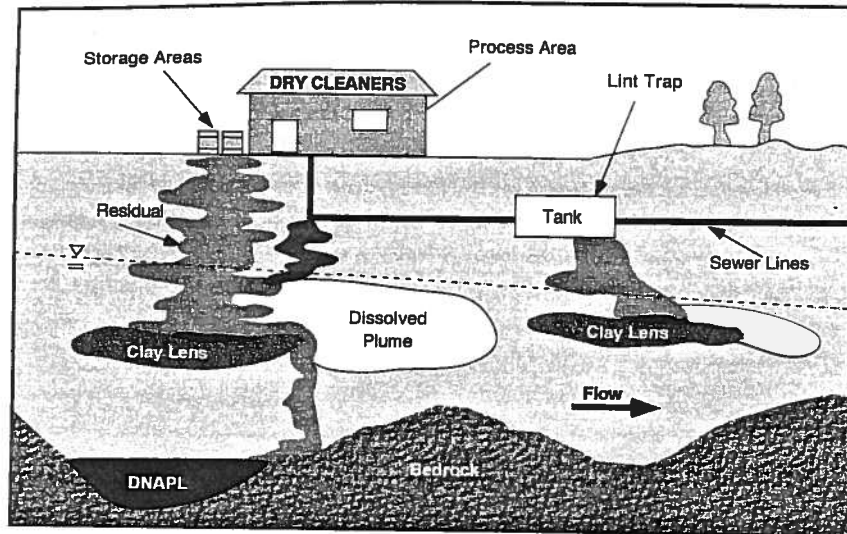 Storage Areas
DRY CLEANERS
Process Area
Lint Trap
Residual
Tank
Sewer Lines
Dissolved
Plume
Clay Lens
Clay Lens
Flow
Bedrock
DNAPL